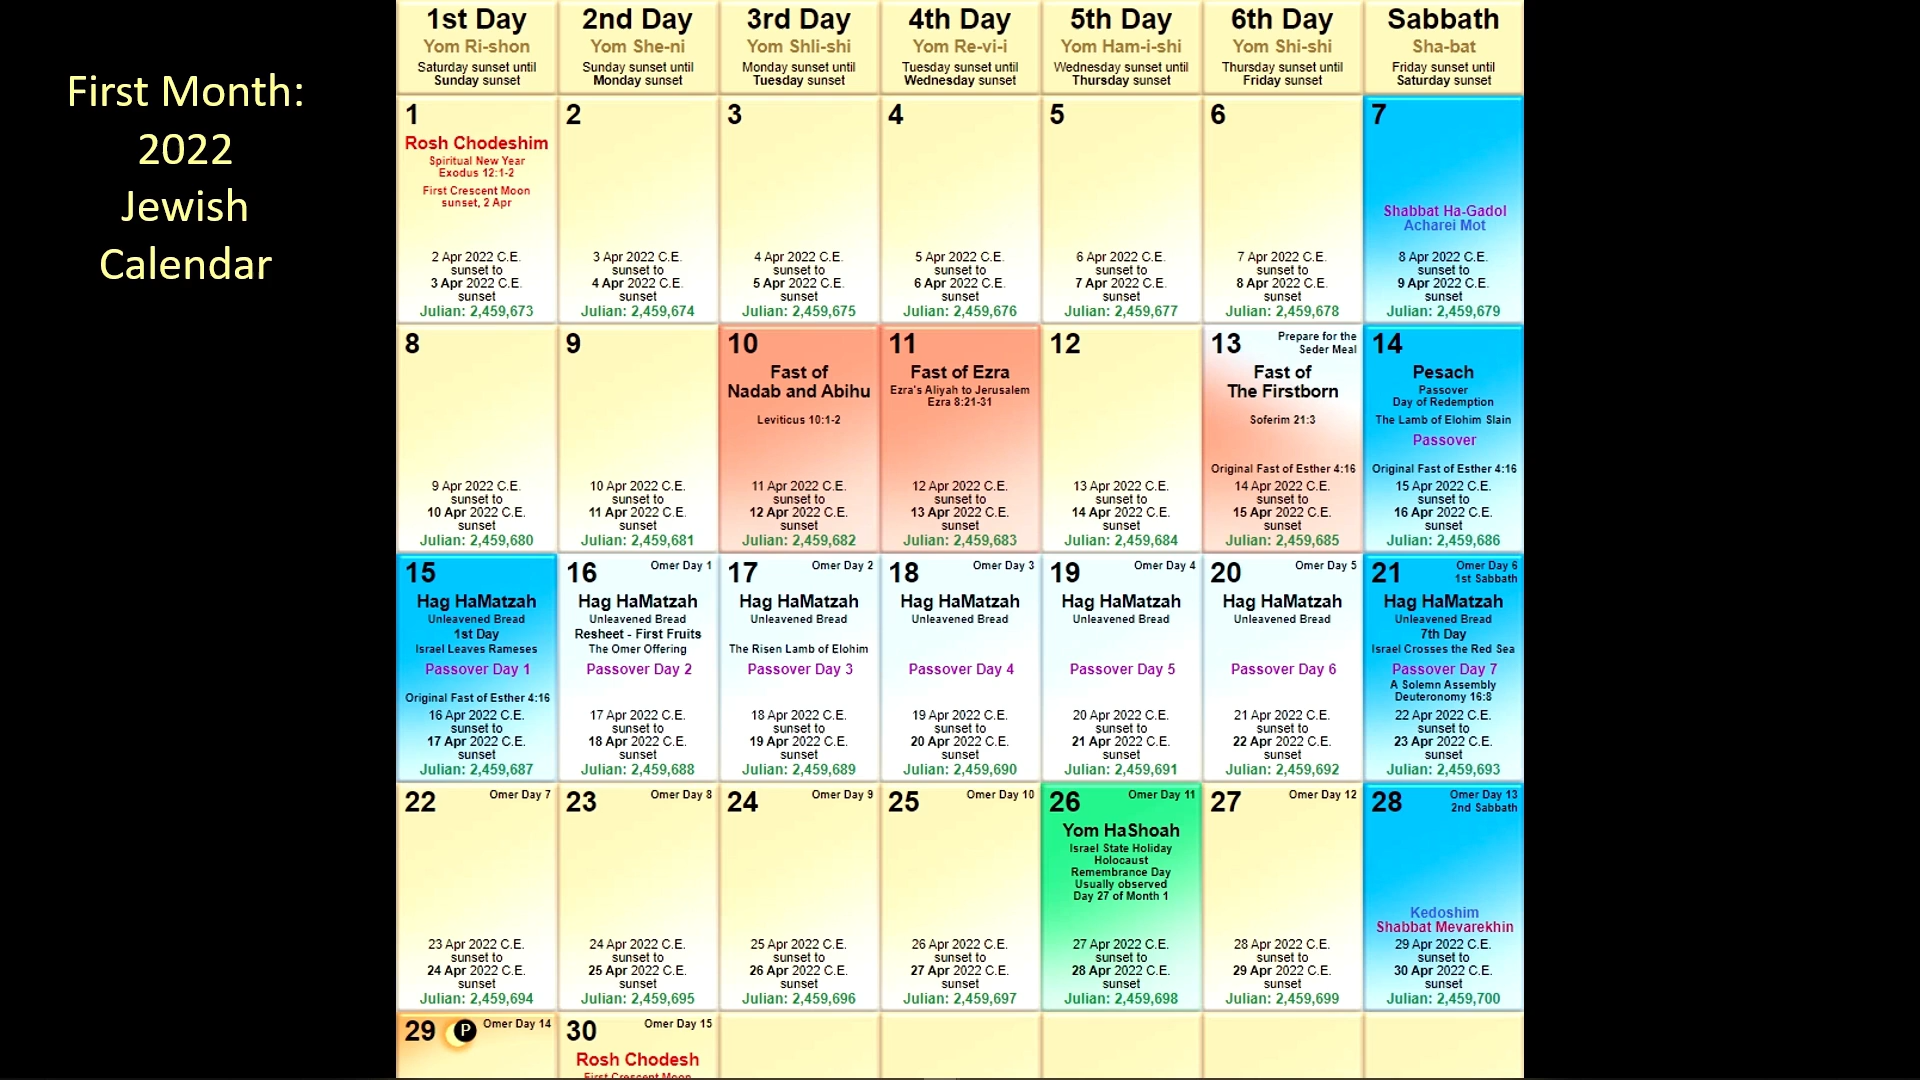 First Month:
2022
Jewish
Calendar
1st Day
Yom Ri-shon
Saturday sunset until
Sunday sunset
2nd Day
Yom She-ni
Sunday sunset until
Monday sunset
3rd Day
Yom Shli-shi
Monday sunset until
Tuesday sunset
4th Day
Yom Re-vi-i
Tuesday sunset until
Wednesday sunset
5th Day
Yom Ham-i-shi
Wednesday sunset until
Thursday sunset
6th Day
Yom Shi-shi
Thursday sunset until
Friday sunset
Sabbath
Sha-bat
Friday sunset until
Saturday sunset
1
Rosh Chodeshim
Spiritual New Year
Exodus 12:1-2
First Crescent Moon
sunset, 2 Apr
2 Apr 2022 C.E.
sunset to
3 Apr 2022 C.E.
sunset
Julian: 2,459,673
2
3 Apr 2022 C.E.
sunset to
4 Apr 2022 C.E.
sunset
Julian: 2,459,674
3
4 Apr 2022 C.E.
sunset to
5 Apr 2022 C.E.
sunset
Julian: 2,459,675
4
5 Apr 2022 C.E.
sunset to
6 Apr 2022 C.E.
sunset
Julian: 2,459,676
5
6 Apr 2022 C.E.
sunset to
7 Apr 2022 C.E.
sunset
Julian: 2,459,677
6
7 Apr 2022 C.E.
sunset to
8 Apr 2022 C.E.
sunset
Julian: 2,459,678
7
Shabbat Ha-Gadol
Acharei Mot
8 Apr 2022 C.E.
sunset to
9 Apr 2022 C.E.
sunset
Julian: 2,459,679
8
9 Apr 2022 C.E.
sunset to
10 Apr 2022 C.E.
sunset
Julian: 2,459,680
9
10 Apr 2022 C.E.
sunset to
11 Apr 2022 C.E.
sunset
Julian: 2,459,681
10
Fast of
Nadab and Abihu
Leviticus 10:1-2
11 Apr 2022 C.E.
sunset to
12 Apr 2022 C.E.
sunset
Julian: 2,459,682
11
Fast of Ezra
Ezra's Aliyah to Jerusalem
Ezra 8:21-31
12 Apr 2022 C.E.
sunset to
13 Apr 2022 C.E.
sunset
Julian: 2,459,683
12
13 Apr 2022 C.E.
sunset to
14 Apr 2022 C.E.
sunset
Julian: 2,459,684
13
Prepare for the
Seder Meal
Fast of
The Firstborn
Soferim 21:3
Original Fast of Esther 4:16
14 Apr 2022 C.E.
sunset to
15 Apr 2022 C.E.
sunset
Julian: 2,459,685
14
Pesach
Passover
Day of Redemption
The Lamb of Elohim Slain
Passover
Original Fast of Esther 4:16
15 Apr 2022 C.E.
sunset to
16 Apr 2022 C.E.
sunset
Julian: 2,459,686
15
Hag HaMatzah
Unleavened Bread
1st Day
Israel Leaves Rameses
Passover Day 1
Original Fast of Esther 4:16
16 Apr 2022 C.E.
sunset to
17 Apr 2022 C.E.
sunset
Julian: 2,459,687
16
Omer Day 1
Hag HaMatzah
Unleavened Bread
Resheet - First Fruits
The Omer Offering
Passover Day 2
17 Apr 2022 C.E.
sunset to
18 Apr 2022 C.E.
sunset
Julian: 2,459,688
17
Omer Day 2
Hag HaMatzah
Unleavened Bread
The Risen Lamb of Elohim
Passover Day 3
18 Apr 2022 C.E.
sunset to
19 Apr 2022 C.E.
sunset
Julian: 2,459,689
18
Omer Day 3
Hag HaMatzah
Unleavened Bread
Passover Day 4
19 Apr 2022 C.E.
sunset to
20 Apr 2022 C.E.
sunset
Julian: 2,459,690
19
Omer Day 4
Hag HaMatzah
Unleavened Bread
Passover Day 5
20 Apr 2022 C.E.
sunset to
21 Apr 2022 C.E.
sunset
Julian: 2,459,691
20
Omer Day 5
Hag HaMatzah
Unleavened Bread
Passover Day 6
21 Apr 2022 C.E.
sunset to
22 Apr 2022 C.E.
sunset
Julian: 2,459,692
21
Omer Day 6
1st Sabbath
Hag HaMatzah
Unleavened Bread
7th Day
Israel Crosses the Red Sea
Passover Day 7
A Solemn Assembly
Deuteronomy 16:8
22 Apr 2022 C.E.
sunset to
23 Apr 2022 C.E.
sunset
Julian: 2,459,693
22
Omer Day 7
23 Apr 2022 C.E.
sunset to
24 Apr 2022 C.E.
sunset
Julian: 2,459,694
23
Omer Day 8
24 Apr 2022 C.E.
sunset to
25 Apr 2022 C.E.
sunset
Julian: 2,459,695
24
Omer Day 9
25 Apr 2022 C.E.
sunset to
26 Apr 2022 C.E.
sunset
Julian: 2,459,696
25
Omer Day 10
26 Apr 2022 C.E.
sunset to
27 Apr 2022 C.E.
sunset
Julian: 2,459,697
26
Omer Day 11
Yom HaShoah
Israel State Holiday
Holocaust
Remembrance Day
Usually observed
Day 27 of Month 1
27 Apr 2022 C.E.
sunset to
28 Apr 2022 C.E.
sunset
Julian: 2,459,698
27
Omer Day 12
28 Apr 2022 C.E.
sunset to
29 Apr 2022 C.E.
sunset
Julian: 2,459,699
28
Omer Day 13
2nd Sabbath
Kedoshim
Shabbat Mevarekhin
29 Apr 2022 C.E.
sunset to
30 Apr 2022 C.E.
sunset
Julian: 2,459,700
29
P
Omer Day 14
30
Omer Day 15
Rosh Chodesh
First Crescent Moon